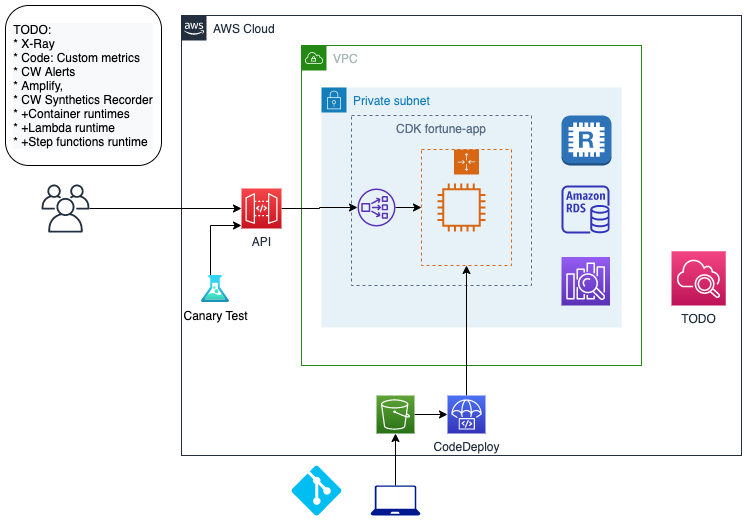 TODO:
* X-Ray
* Code: Custom metrics
* CW Alerts
* Amplify,
* CW Synthetics Recorder
* +Container runtimes
* +Lambda runtime
* +Step functions runtime
aws
AWS Cloud
VPC
Private subnet
CDK fortune-app
R
Amazon
RDS
API
Canary Test
TODO
CodeDeploy